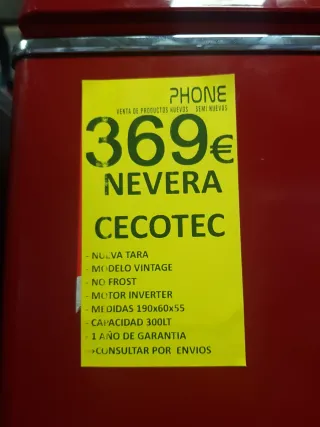 PHONE
VENTA DE PRODUCTOS NUEVOS SEMI NUEVOS
369€
NEVERA
CECOTEC
- NUEVA TARA
- MODELO VINTAGE
- NO FROST
- MOTOR INVERTER
- MEDIDAS 190x60x55
- CAPACIDAD 300LT
- 1 AÑO DE GARANTIA
->CONSULTAR POR ENVIOS